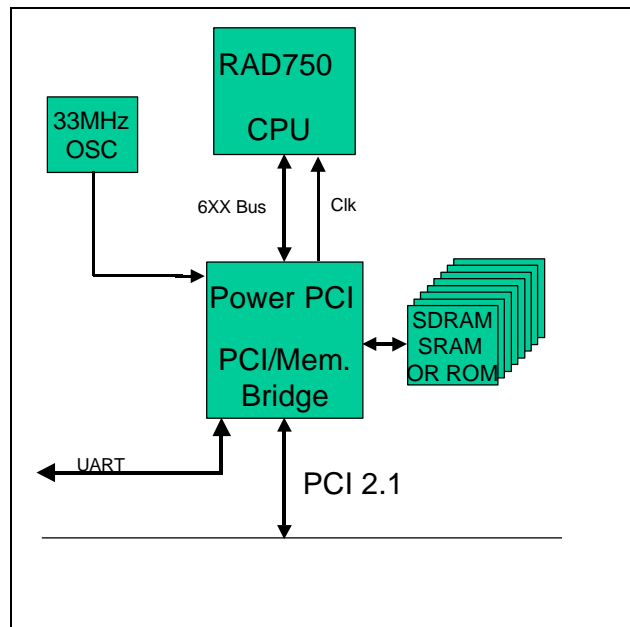 RAD750
CPU
33MHz
OSC
6XX Bus
Clk
Power PCI
PCI/Mem.
Bridge
SDRAM
SRAM
OR ROM
UART
PCI 2.1